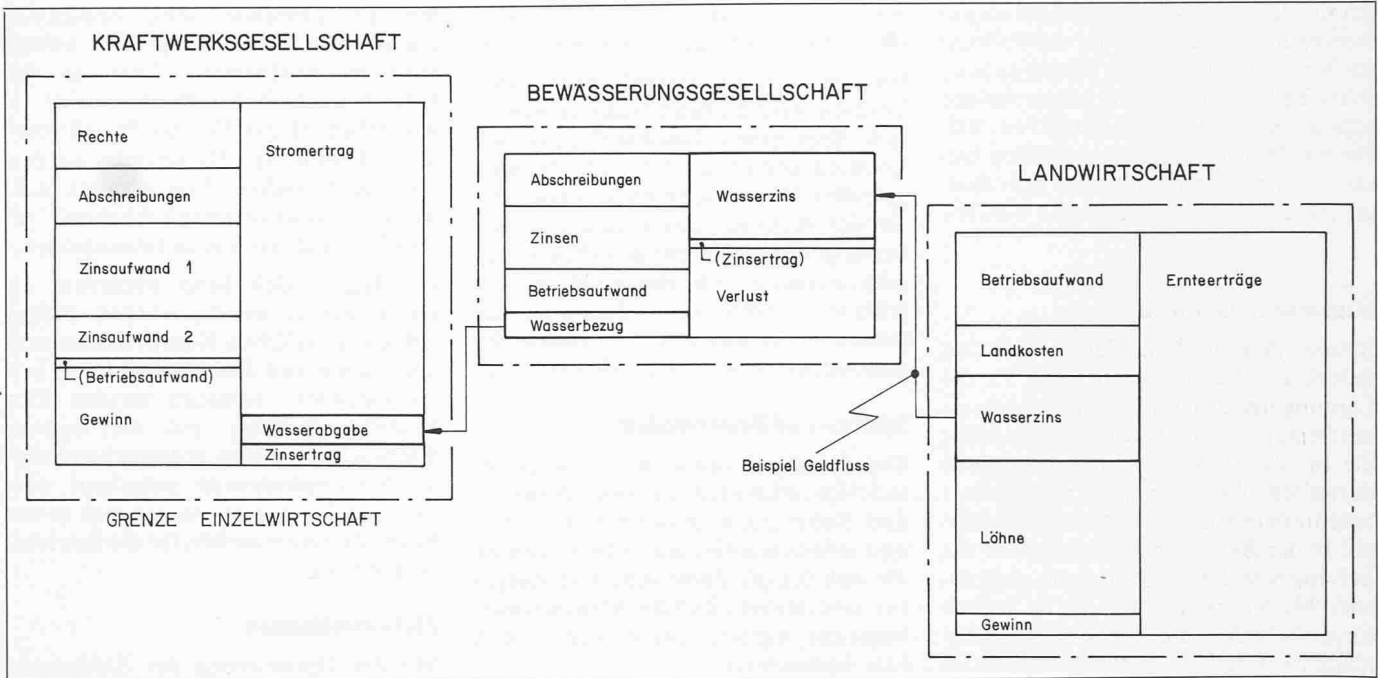 KRAFTWERKSGESELLSCHAFT
Rechte
Abschreibungen
Zinsaufwand 1
Zinsaufwand 2
(Betriebsaufwand)
Gewinn
Stromertrag
Wasserabgabe
Zinsertrag
GRENZE EINZELWIRTSCHAFT
BEWÄSSERUNGSGESELLSCHAFT
Abschreibungen
Zinsen
Betriebsaufwand
Wasserbezug
Wasserzins
(Zinsertrag)
Verlust
Beispiel Geldfluss
LANDWIRTSCHAFT
Betriebsaufwand
Landkosten
Wasserzins
Löhne
Gewinn
Ernteerträge